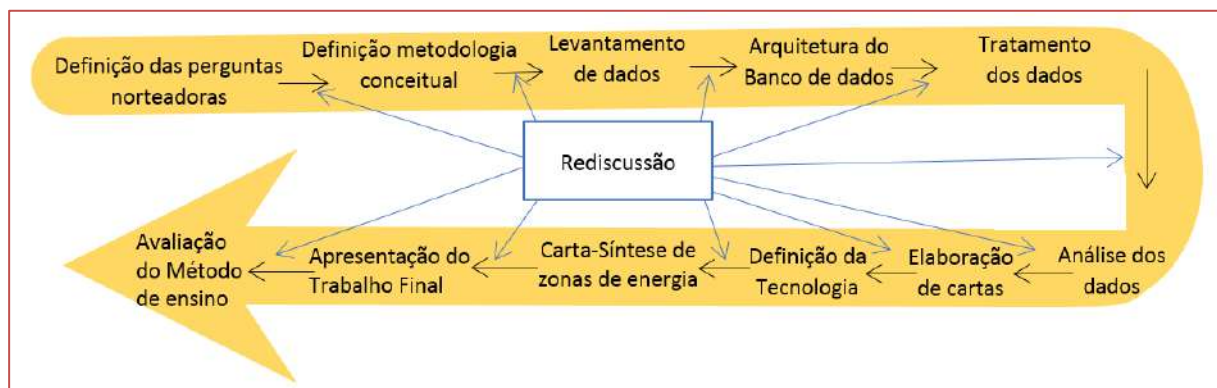 Definição das perguntas
norteadoras
Definição metodologia
conceitual
Levantamento
de dados
Arquitetura do
Banco de dados
Tratamento
dos dados
Rediscussão
Análise dos
dados
Elaboração
de cartas
Definição da
Tecnologia
Carta-Síntese de
zonas de energia
Apresentação do
Trabalho Final
Avaliação
do Método
de ensino